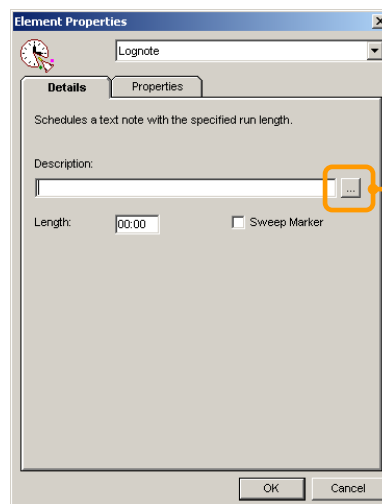 Element Properties
Lognote
Details Properties
Schedules a text note with the specified run length.
Description:
...
Length: 00:00 Sweep Marker
OK Cancel